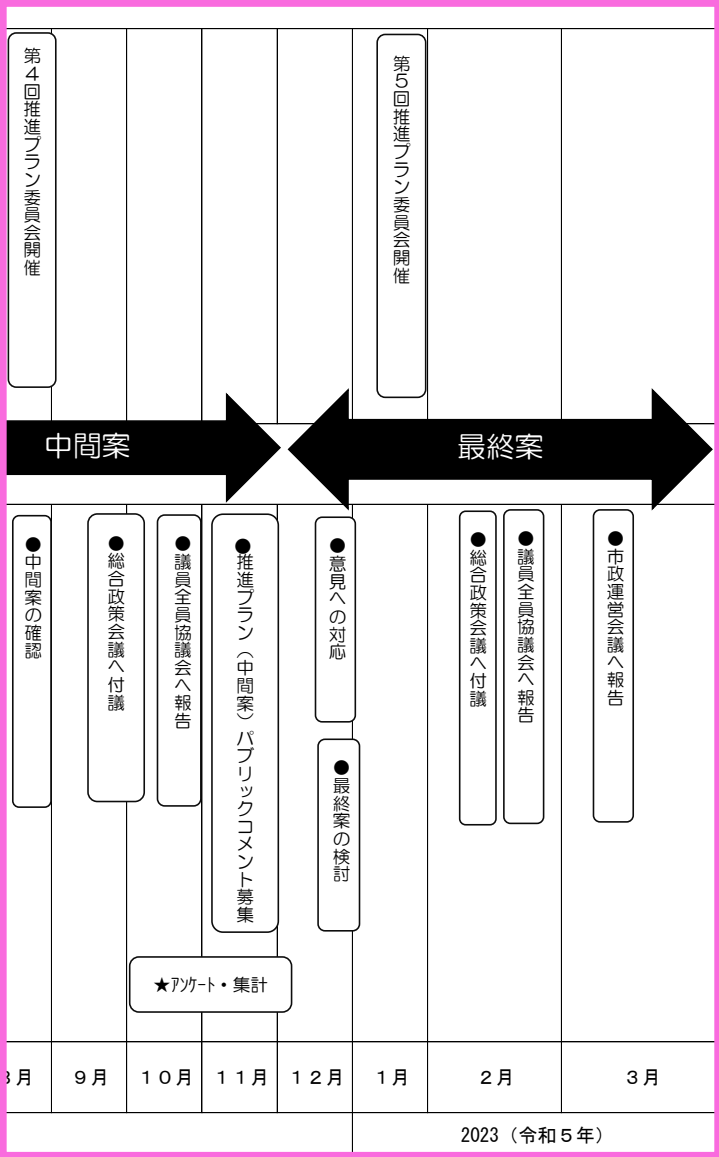 第４回推進プラン委員会開催
第５回推進プラン委員会開催
中間案
最終案
●中間案の確認
●総合政策会議へ付議
●議員全員協議会へ報告
●推進プラン（中間案）パブリックコメント募集
●意見への対応
●最終案の検討
●総合政策会議へ付議
●議員全員協議会へ報告
●市政運営会議へ報告
★ｱﾝｹｰﾄ・集計
８月
９月
１０月
１１月
１２月
１月
２月
３月
2023（令和５年）